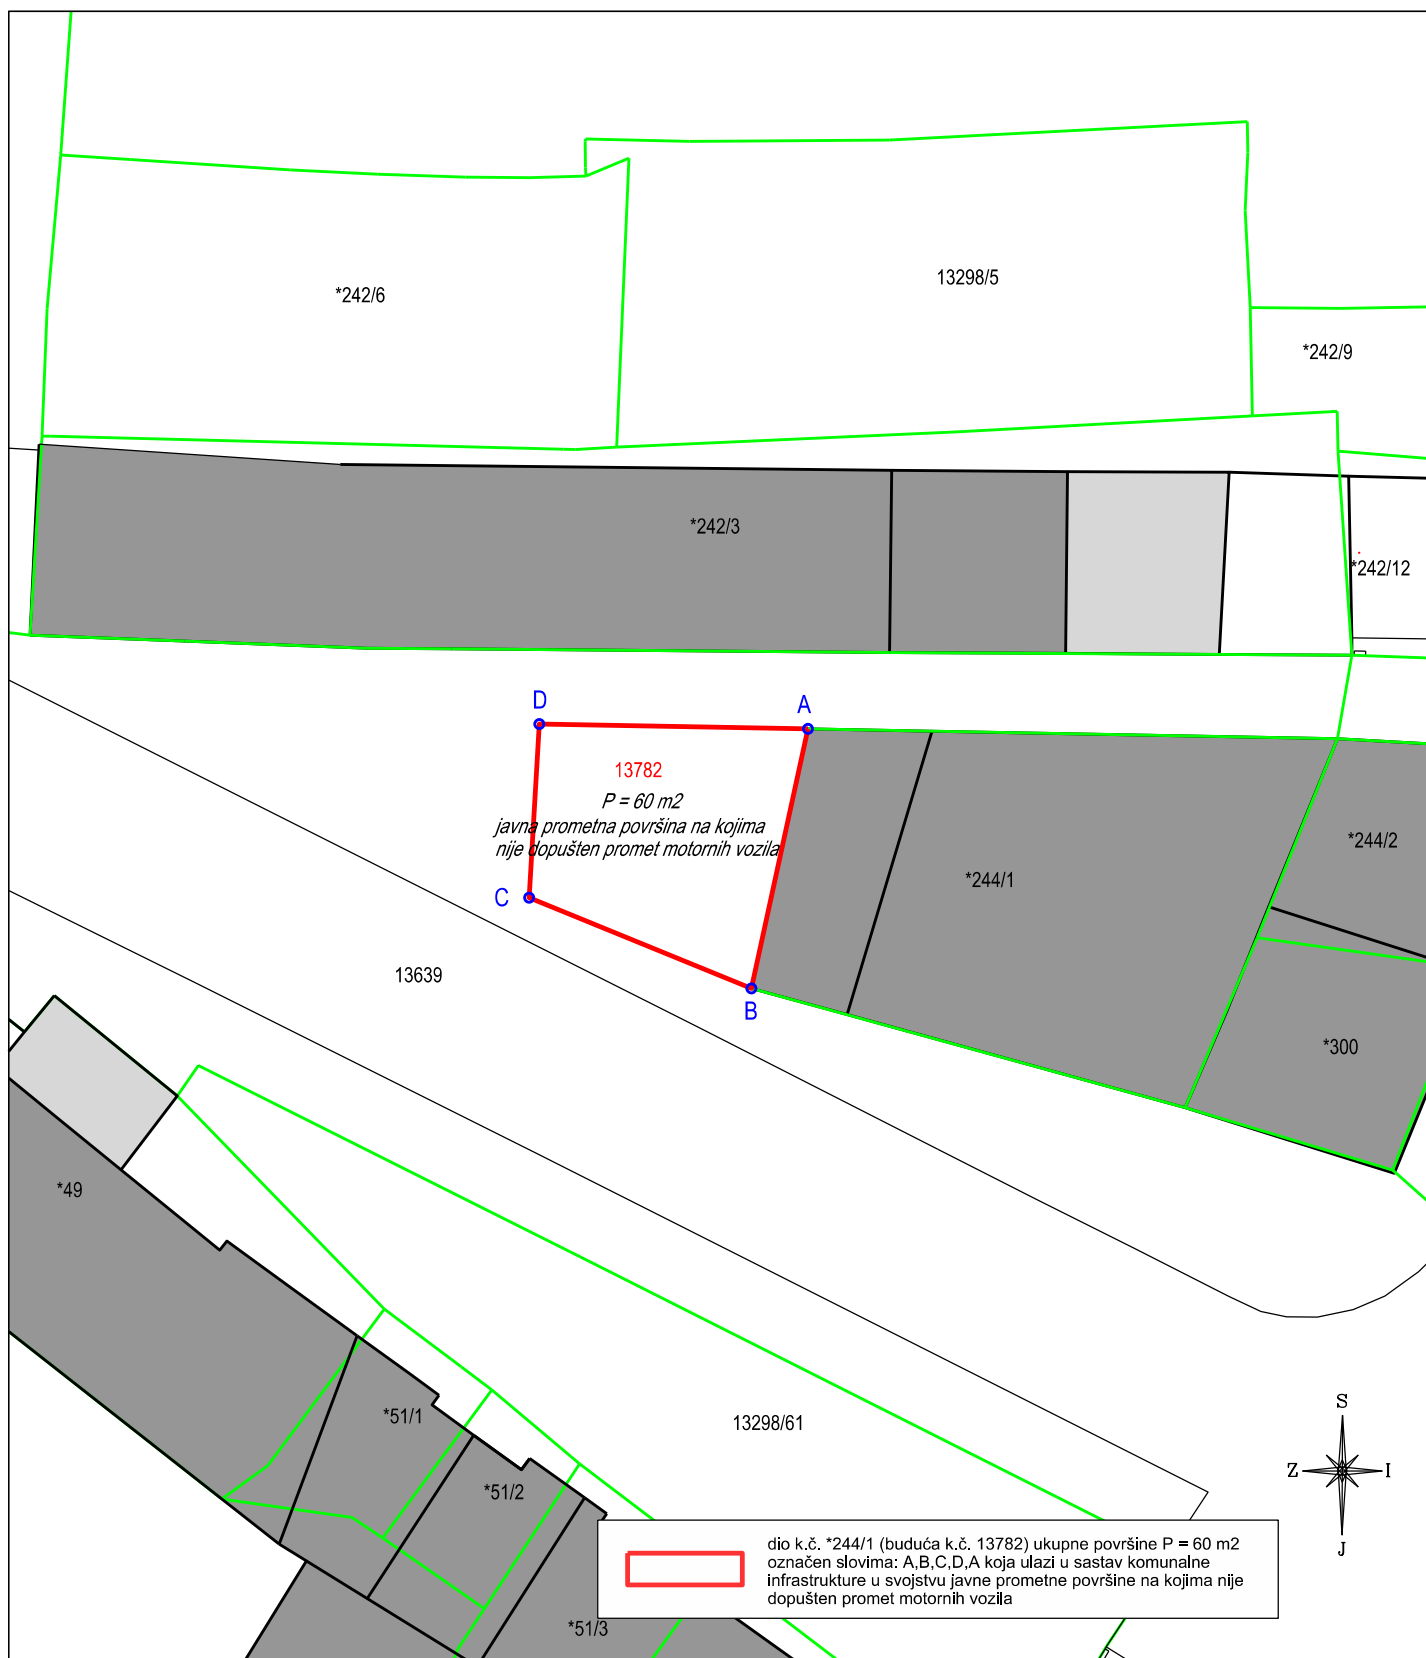 *242/6
13298/5
*242/9
*242/3
*242/12
D
A
13782
P = 60 m2
javna prometna površina na kojima
nije dopušten promet motornih vozila
*244/2
*244/1
C
13639
B
*300
*49
*51/1
13298/61
*51/2
*51/3
S
Z
I
J
dio k.č. *244/1 (buduća k.č. 13782) ukupne površine P = 60 m2
označen slovima: A,B,C,D,A koja ulazi u sastav komunalne
infrastrukture u svojstvu javne prometne površine na kojima nije
dopušten promet motornih vozila